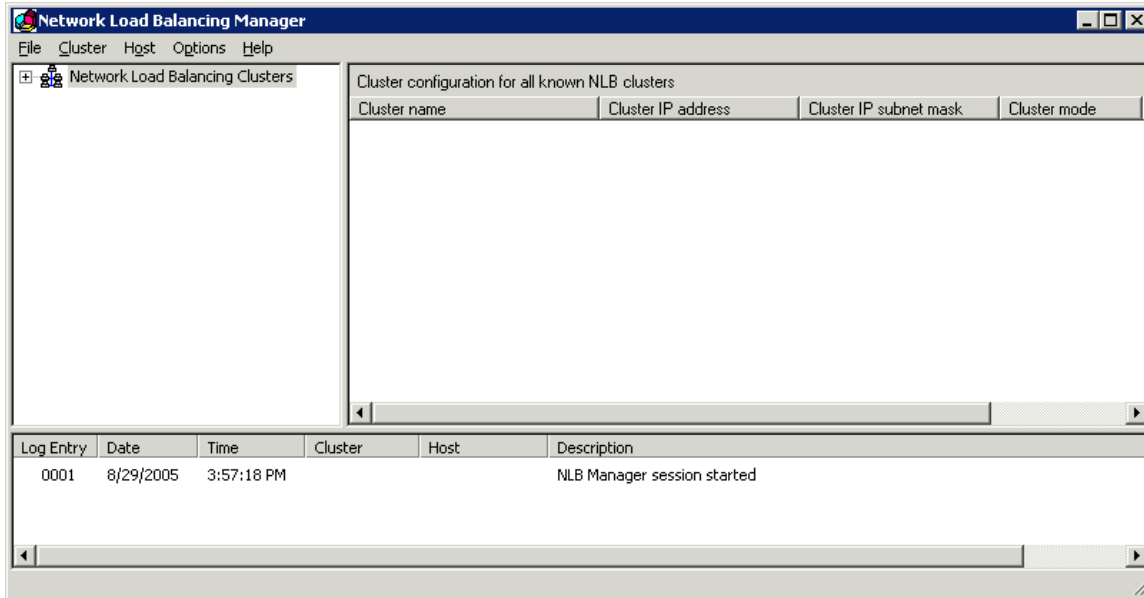 Network Load Balancing Manager
File Cluster Host Options Help
Network Load Balancing Clusters
Cluster configuration for all known NLB clusters
Cluster name Cluster IP address Cluster IP subnet mask Cluster mode
Log Entry Date Time Cluster Host Description
0001 8/29/2005 3:57:18 PM NLB Manager session started